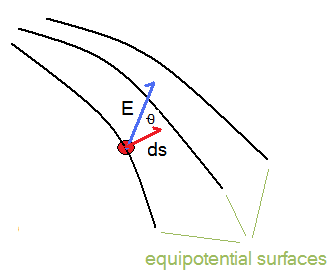 E
θ
ds
equipotential surfaces